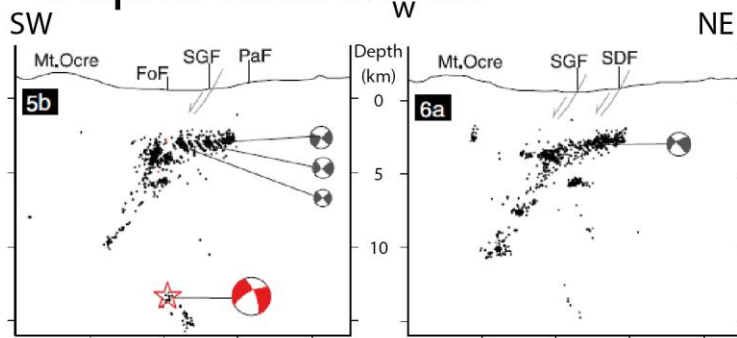 SW
W
NE
Mt.Ocre
FoF
SGF
PaF
Depth
(km)
Mt.Ocre
SGF
SDF
5b
0
6a
5
10